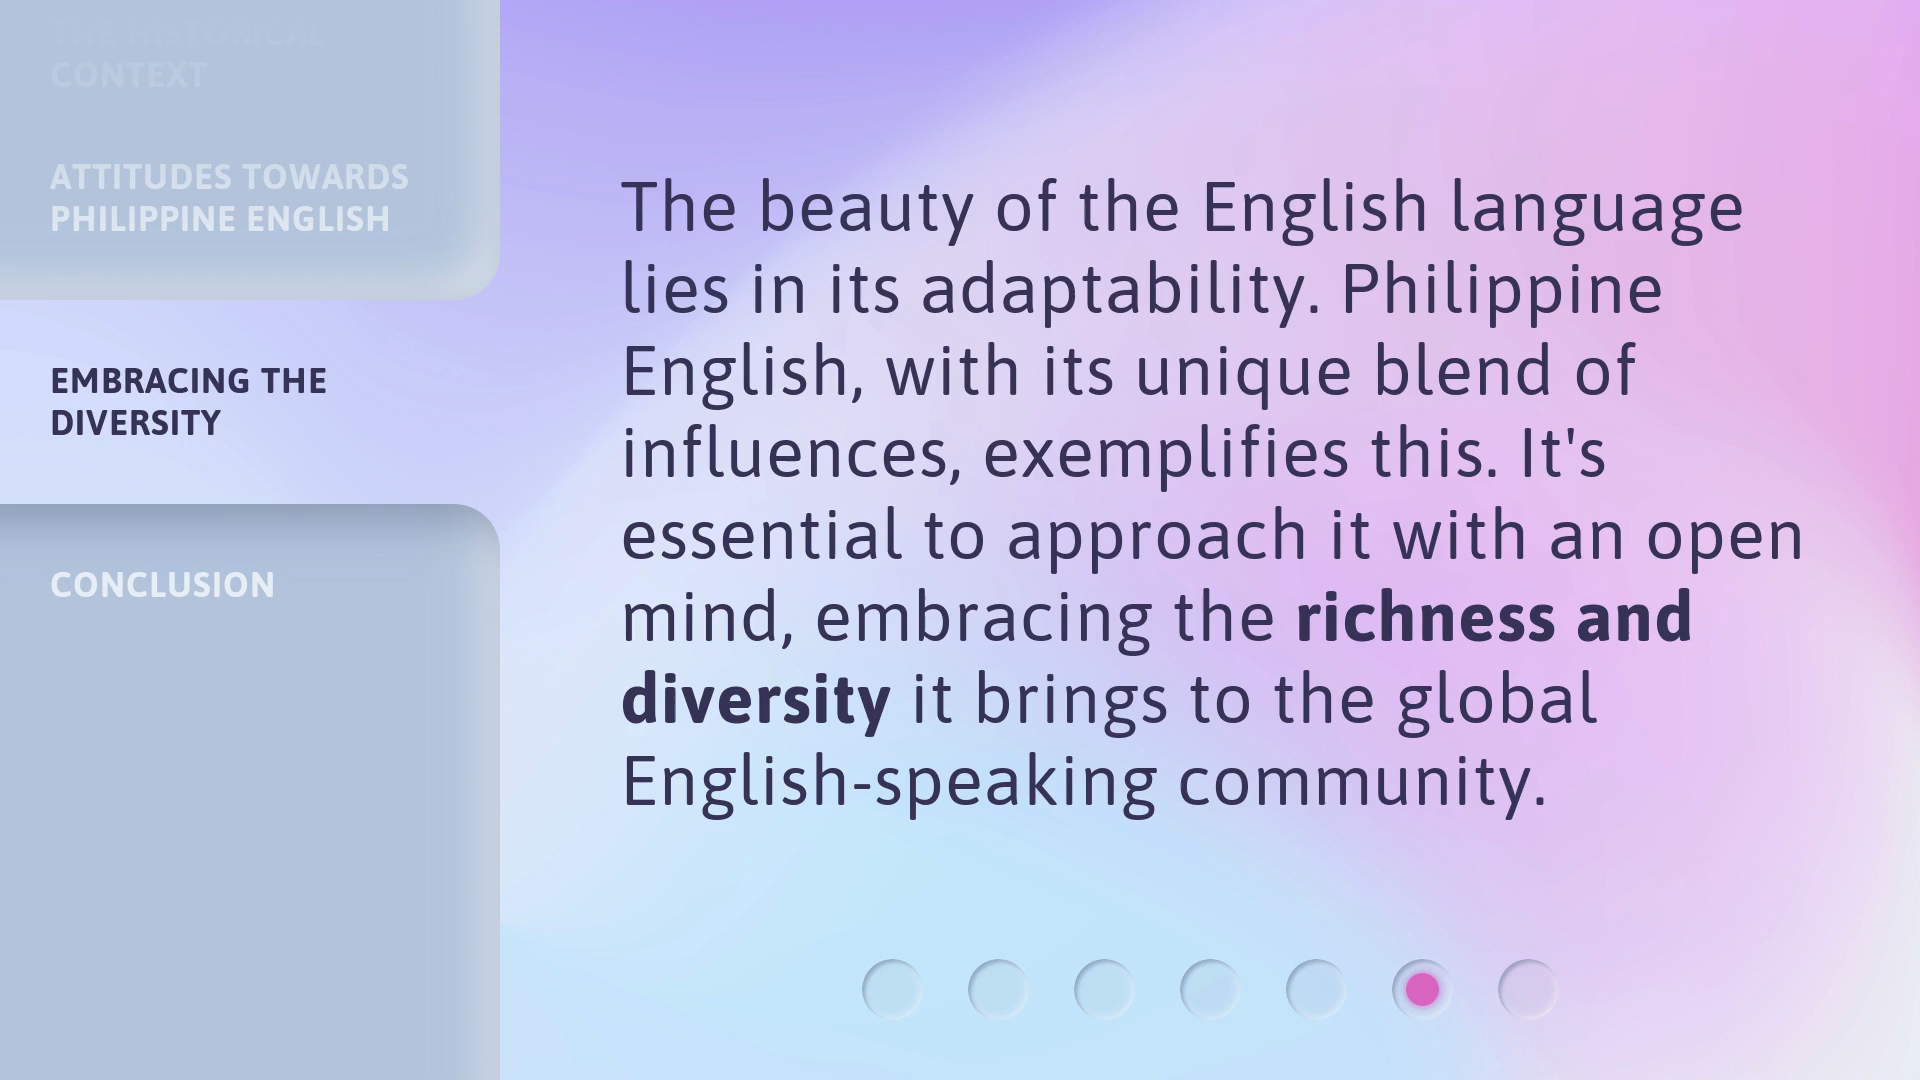 THE HISTORICAL
CONTEXT
ATTITUDES TOWARDS
PHILIPPINE ENGLISH
EMBRACING THE
DIVERSITY
CONCLUSION
The beauty of the English language
lies in its adaptability. Philippine
English, with its unique blend of
influences, exemplifies this. It's
essential to approach it with an open
mind, embracing the richness and
diversity it brings to the global
English-speaking community.